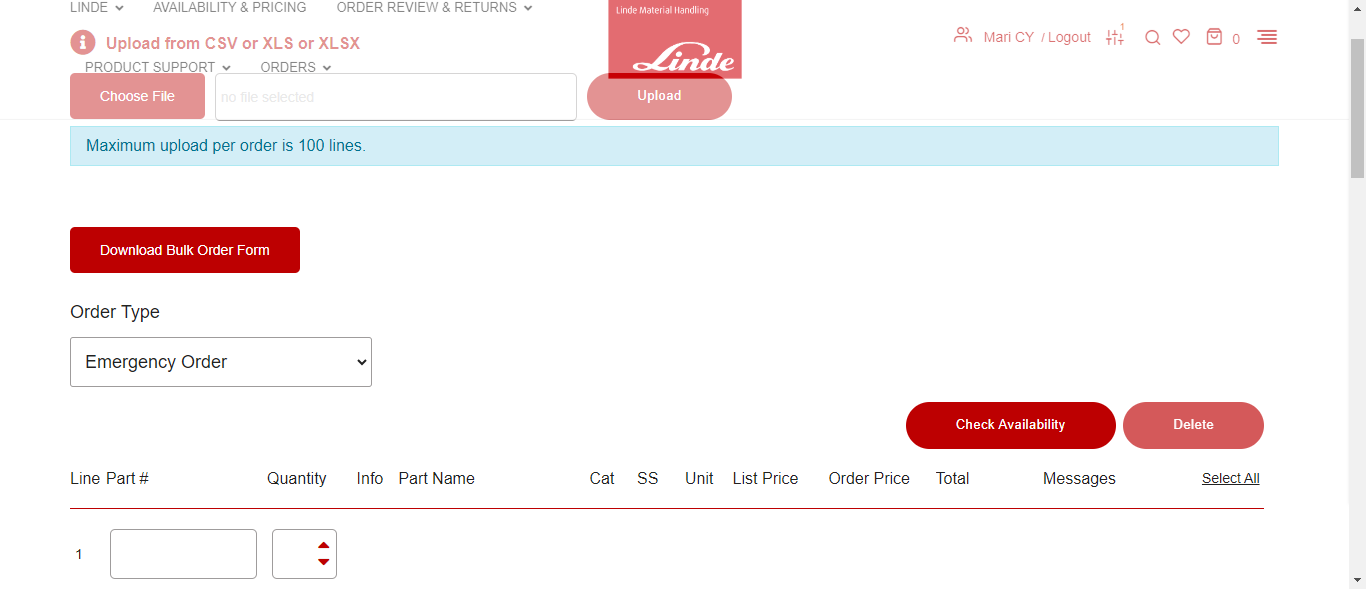 LINDE AVAILABILITY & PRICING ORDER REVIEW & RETURNS
Linde Material Handling
Linde
Mari CY / Logout 1 0
Upload from CSV or XLS or XLSX
PRODUCT SUPPORT ORDERS
Choose File no file selected Upload
Maximum upload per order is 100 lines.
Download Bulk Order Form
Order Type
Emergency Order
Check Availability Delete
Line Part # Quantity Info Part Name Cat SS Unit List Price Order Price Total Messages Select All
1